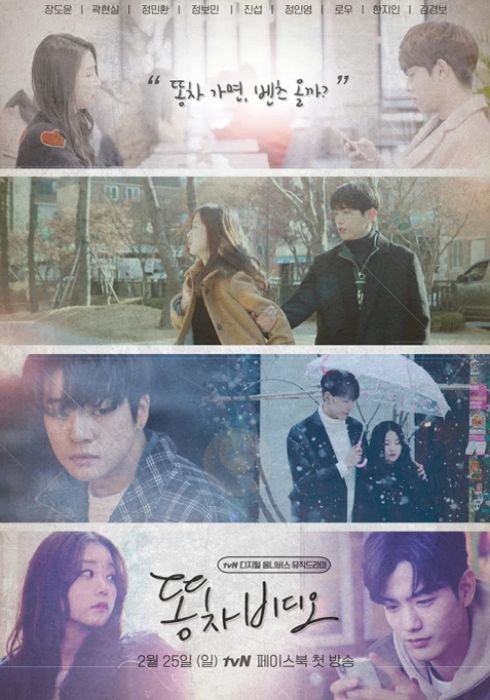 장도윤 | 곽현실 | 정민환 | 정보민 | 진섭 | 정인영 | 로우 | 한지인 | 김경보
“ 똥차 가면, 벤츠 올까? ”
tvN 디지털 옴니버스 뮤직드라마
똥차비디오
2월 25일 (일) tvN 페이스북 첫 방송